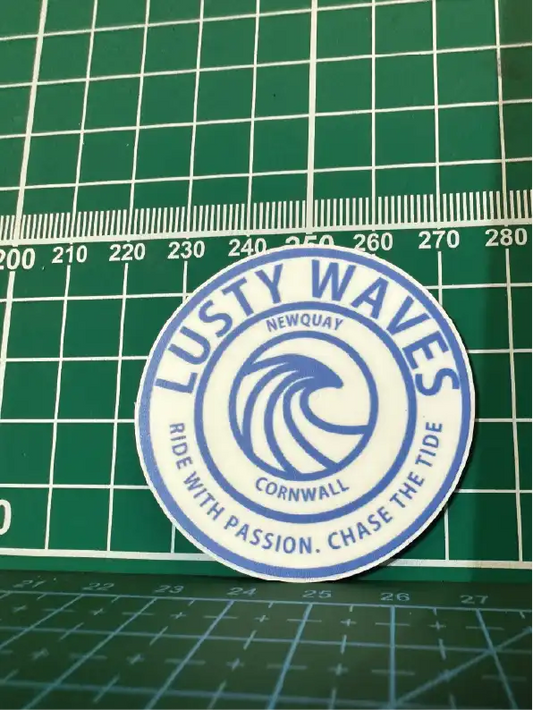 200 210 220 230 240 250 260 270 280
LUSTY WAVES
NEWQUAY
CORNWALL
RIDE WITH PASSION. CHASE THE TIDE
0
21 22 23 24 25 26 27